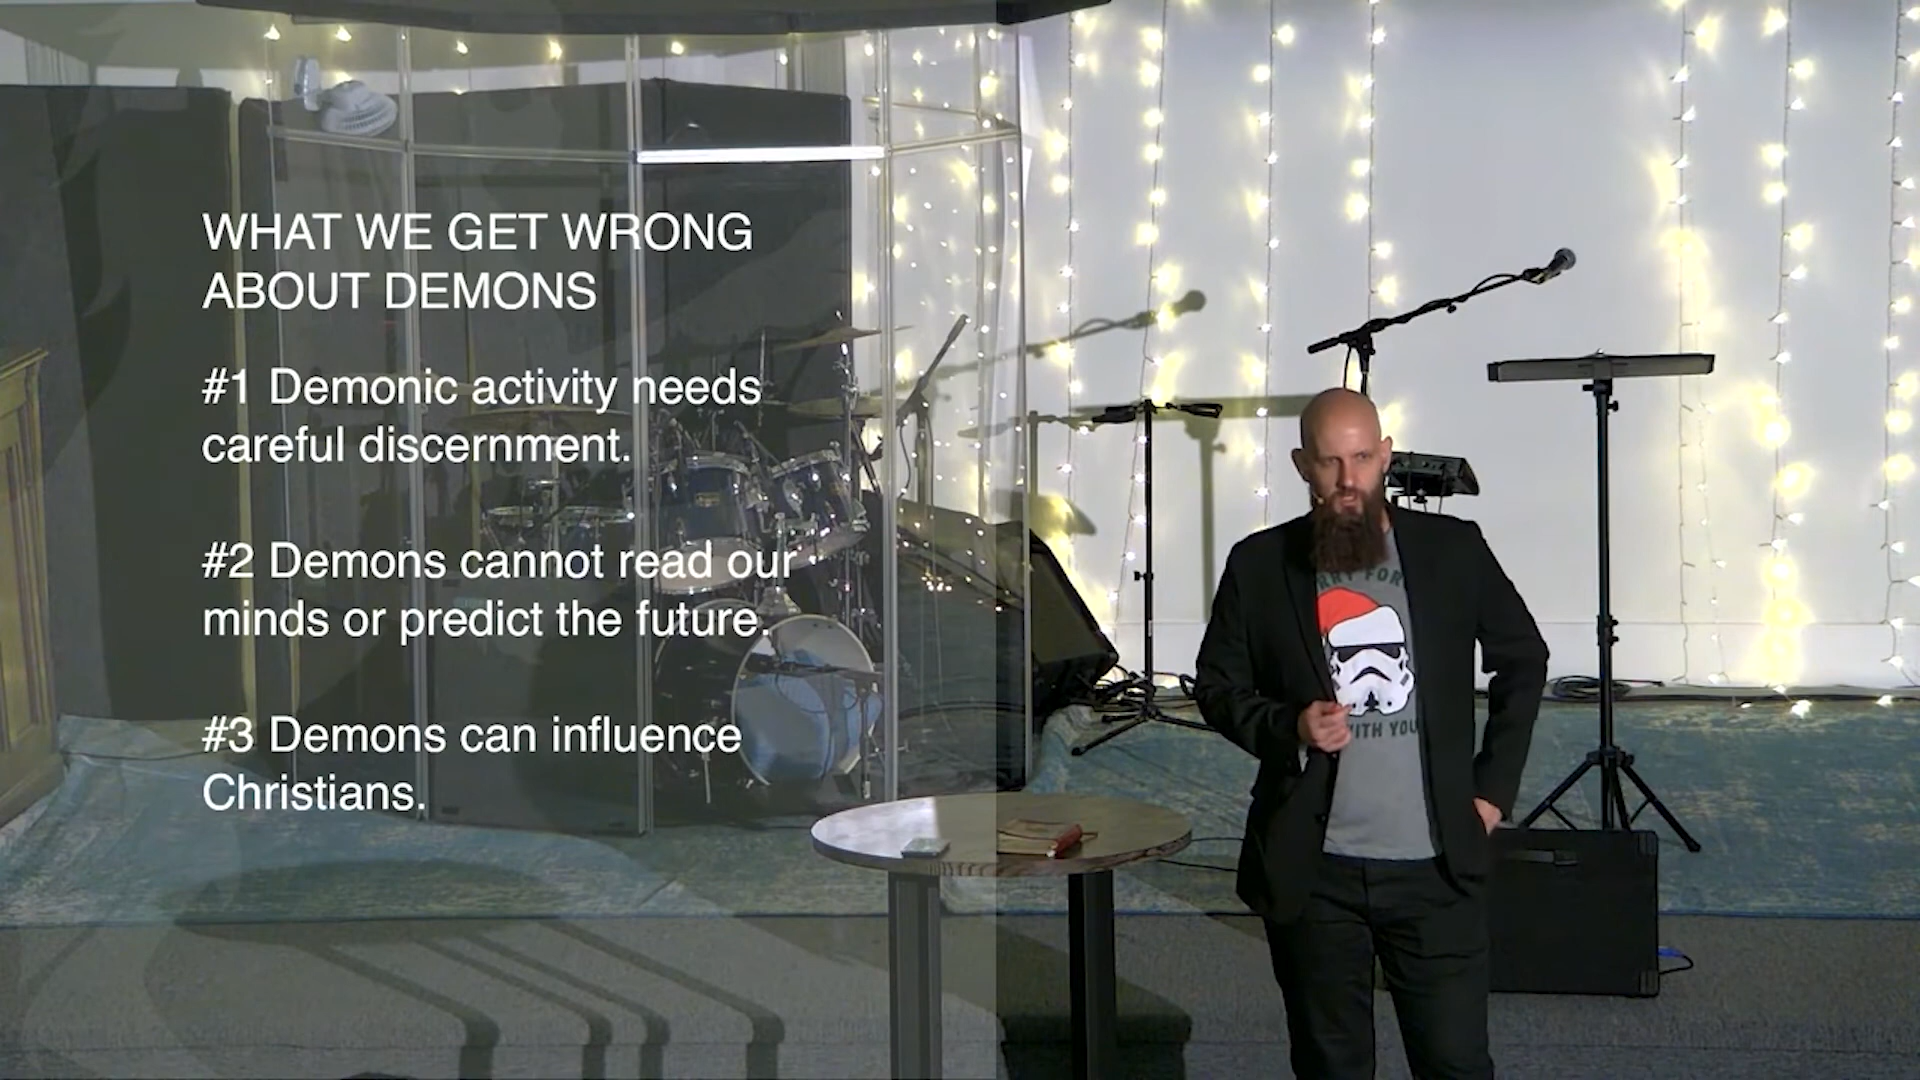 WHAT WE GET WRONG
ABOUT DEMONS
#1 Demonic activity needs
careful discernment.
#2 Demons cannot read our
minds or predict the future.
#3 Demons can influence
Christians.
FOR
WITH YOU